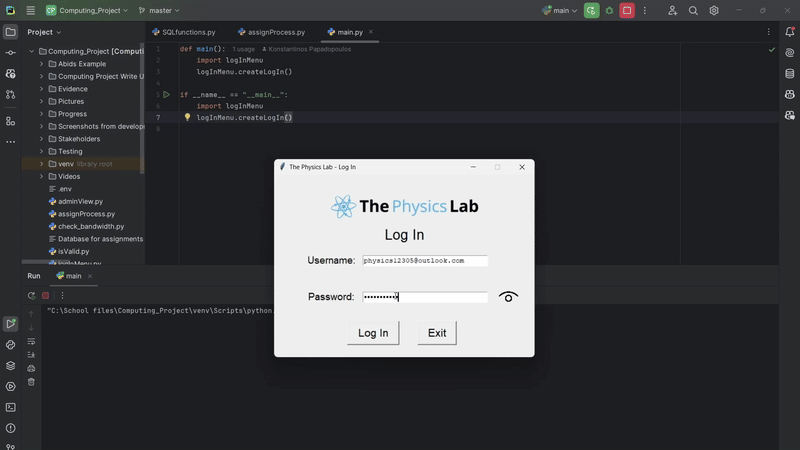 CP Computing_Project
master
main
Project
SQLfunctions.py
assignProcess.py
main.py
Computing_Project [Computi
Abids Example
Computing Project Write U
Evidence
Pictures
Progress
Screenshots from develop
Stakeholders
Testing
venv library root
Videos
.env
adminView.py
assignProcess.py
check_bandwidth.py
Database for assignments
isValid.py
logInMenu.py
1 def main(): 1 usage Konstantinos Papadopoulos
2 import logInMenu
3 logInMenu.createLogIn()
4
5 if __name__ == "__main__":
6 import logInMenu
7 logInMenu.createLogIn()
8
The Physics Lab - Log In
The Physics Lab
Log In
Username: physics12305@outlook.com
Password: •••••••••••
Log In
Exit
Run
main
"C:\School files\Computing_Project\venv\Scripts\python.